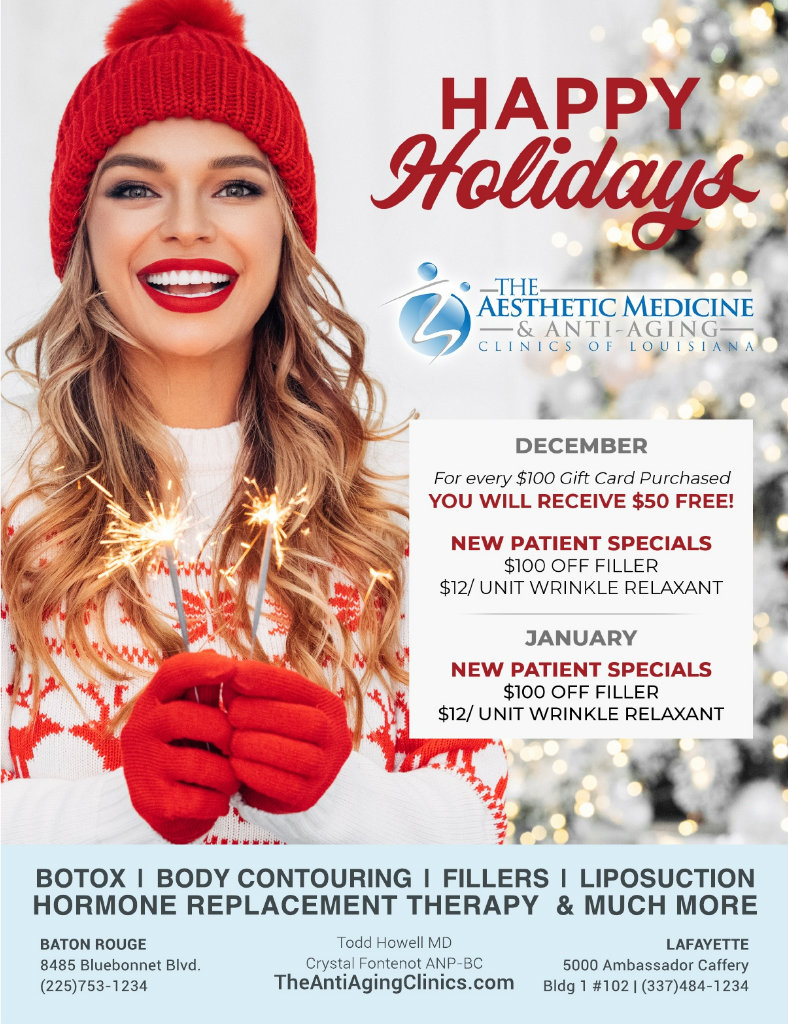 HAPPY
Holidays
THE
AESTHETIC MEDICINE
& ANTI-AGING
CLINICS OF LOUISIANA
DECEMBER
For every $100 Gift Card Purchased
YOU WILL RECEIVE $50 FREE!
NEW PATIENT SPECIALS
$100 OFF FILLER
$12/ UNIT WRINKLE RELAXANT
JANUARY
NEW PATIENT SPECIALS
$100 OFF FILLER
$12/ UNIT WRINKLE RELAXANT
BOTOX | BODY CONTOURING | FILLERS | LIPOSUCTION
HORMONE REPLACEMENT THERAPY & MUCH MORE
BATON ROUGE
8485 Bluebonnet Blvd.
(225)753-1234
Todd Howell MD
Crystal Fontenot ANP-BC
TheAntiAgingClinics.com
LAFAYETTE
5000 Ambassador Caffery
Bldg 1 #102 | (337)484-1234